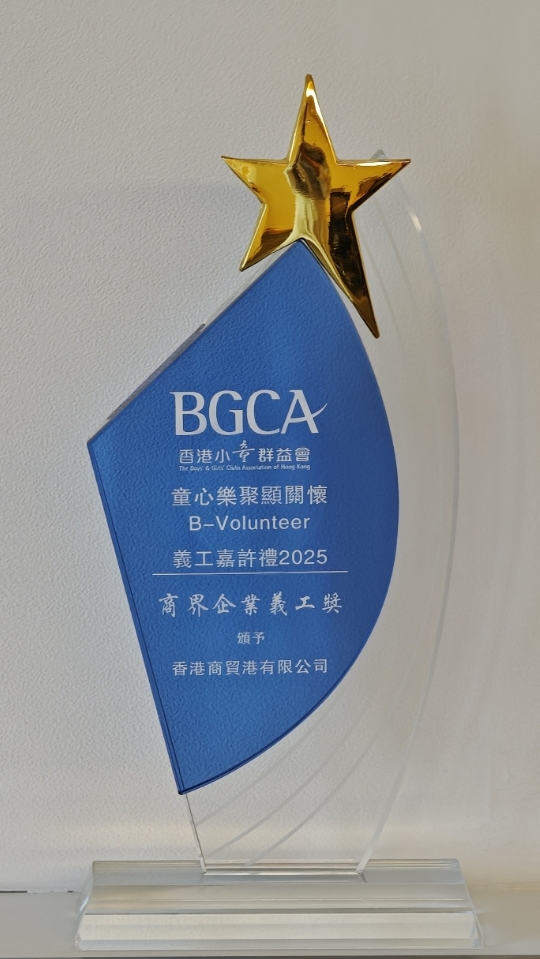 BGCA
香港小童群益會
The Boys' & Girls' Clubs Association of Hong Kong
童心樂聚顯關懷
B-Volunteer
義工嘉許禮2025
商界企業義工獎
頒予
香港商貿港有限公司